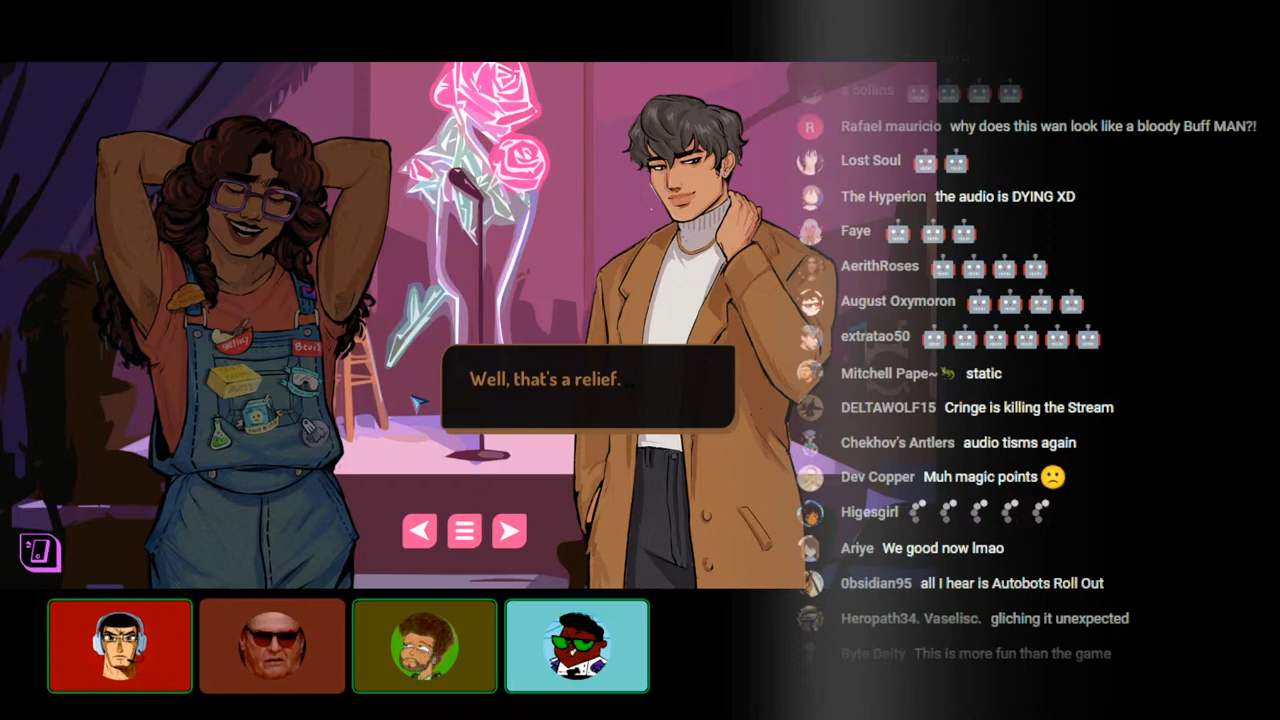 Well, that's a relief.
s collins
Rafael mauricio why does this wan look like a bloody Buff MAN?!
Lost Soul
The Hyperion the audio is DYING XD
Faye
AerithRoses
August Oxymoron
extratao50
Mitchell Pape~ static
DELTAWOLF15 Cringe is killing the Stream
Chekhov's Antlers audio tisms again
Dev Copper Muh magic points
Higesgirl
Ariye We good now lmao
0bsidian95 all I hear is Autobots Roll Out
Heropath34. Vaselisc. gliching it unexpected
Byte Deity This is more fun than the game
R